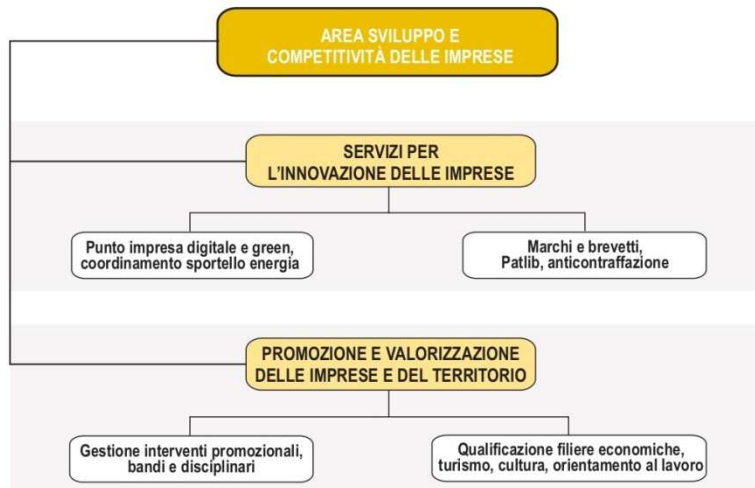 AREA SVILUPPO E
COMPETITIVITÀ DELLE IMPRESE
SERVIZI PER
L'INNOVAZIONE DELLE IMPRESE
Punto impresa digitale e green,
coordinamento sportello energia
Marchi e brevetti,
Patlib, anticontraffazione
PROMOZIONE E VALORIZZAZIONE
DELLE IMPRESE E DEL TERRITORIO
Gestione interventi promozionali,
bandi e disciplinari
Qualificazione filiere economiche,
turismo, cultura, orientamento al lavoro